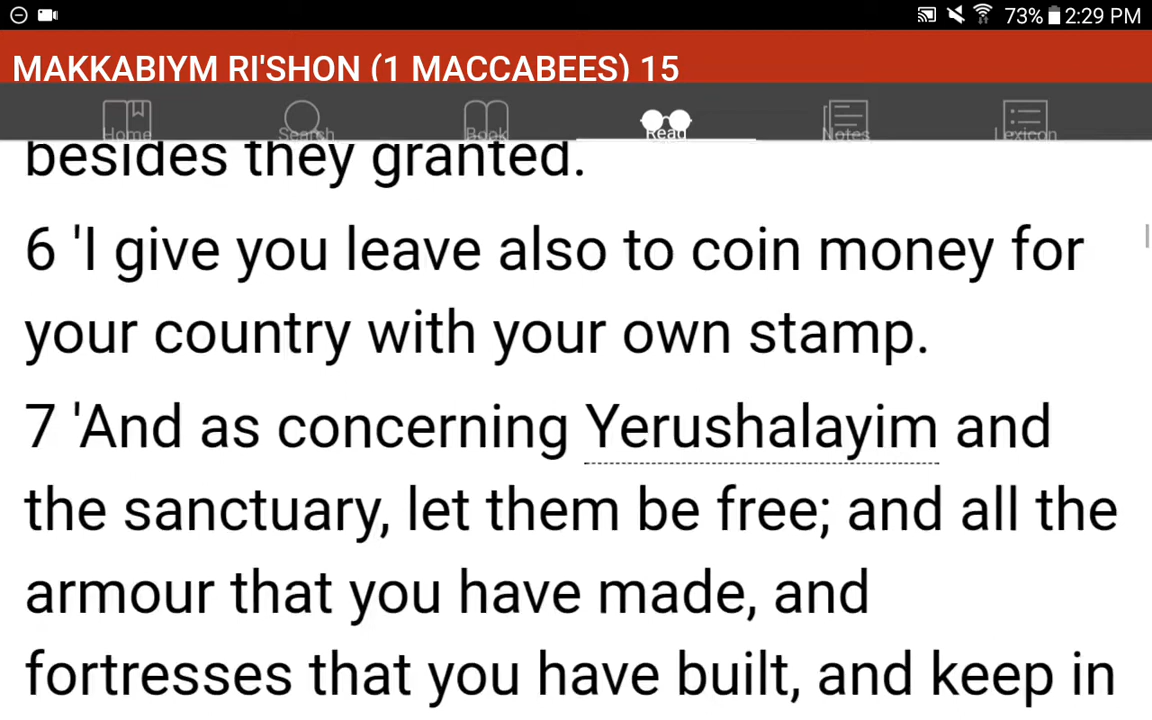 73% 2:29 PM
MAKKABIYM RI'SHON (1 MACCABEES) 15
Home Search Book Read Notes Lexicon
besides they granted.
6 'I give you leave also to coin money for
your country with your own stamp.
7 'And as concerning Yerushalayim and
the sanctuary, let them be free; and all the
armour that you have made, and
fortresses that you have built, and keep in